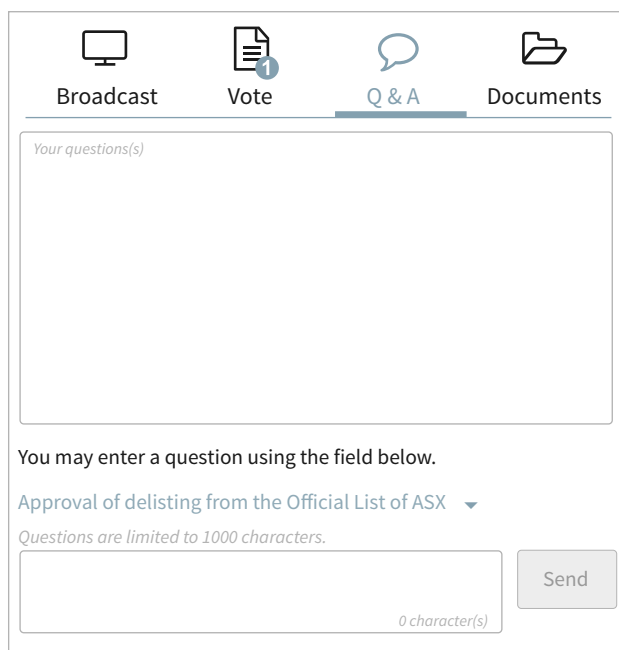 1
Broadcast Vote Q & A Documents
Your questions(s)
You may enter a question using the field below.
Approval of delisting from the Official List of ASX
Questions are limited to 1000 characters.
Send
0 character(s)